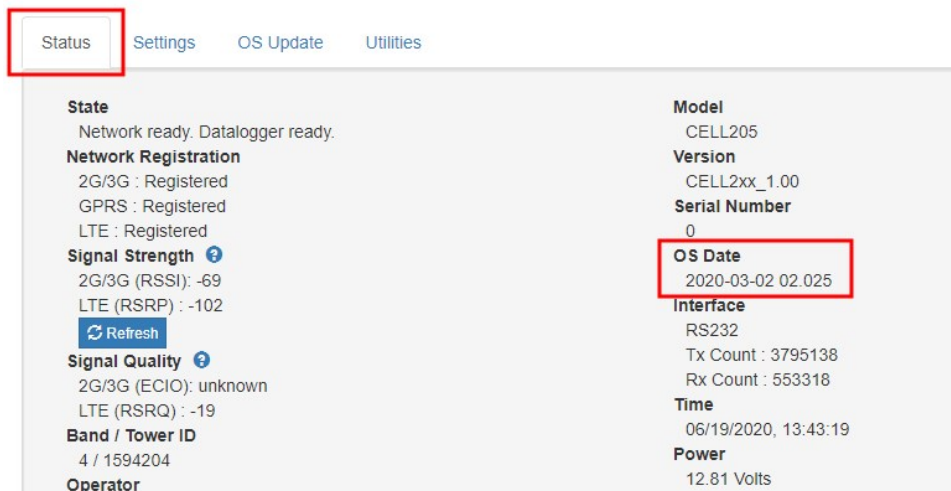 Status Settings OS Update Utilities
State
Network ready. Datalogger ready.
Network Registration
2G/3G : Registered
GPRS : Registered
LTE : Registered
Signal Strength ?
2G/3G (RSSI): -69
LTE (RSRP) : -102
Refresh
Signal Quality ?
2G/3G (ECIO): unknown
LTE (RSRQ) : -19
Band / Tower ID
4 / 1594204
Operator
Model
CELL205
Version
CELL2xx_1.00
Serial Number
0
OS Date
2020-03-02 02.025
Interface
RS232
Tx Count : 3795138
Rx Count : 553318
Time
06/19/2020, 13:43:19
Power
12.81 Volts